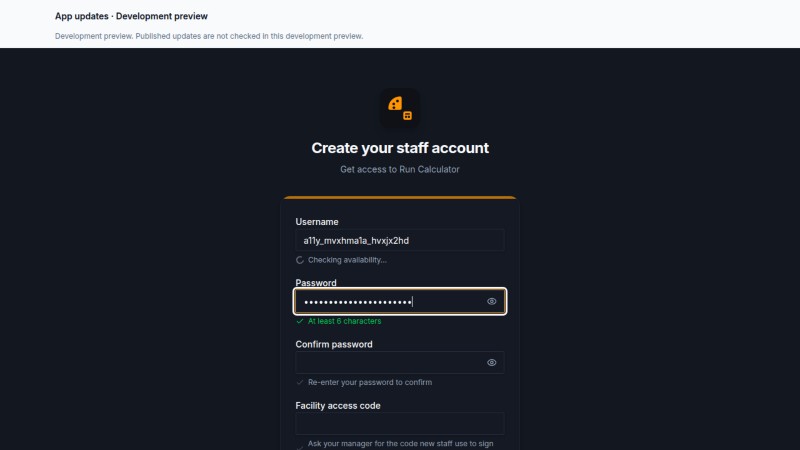 App updates · Development preview
Development preview. Published updates are not checked in this development preview.
Create your staff account
Get access to Run Calculator
Username
a11y_mvxhma1a_hvxjx2hd
Checking availability...
Password
••••••••••••••••••••••
At least 6 characters
Confirm password
Re-enter your password to confirm
Facility access code
Ask your manager for the code new staff use to sign